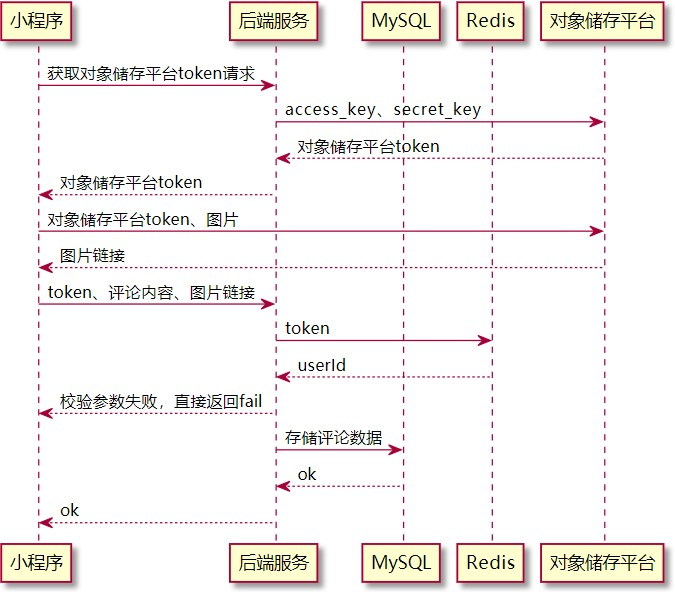 小程序 后端服务 MySQL Redis 对象储存平台
获取对象储存平台token请求
access_key、secret_key
对象储存平台token
对象储存平台token
对象储存平台token、图片
图片链接
token、评论内容、图片链接
token
userId
校验参数失败，直接返回fail
存储评论数据
ok
ok
小程序 后端服务 MySQL Redis 对象储存平台